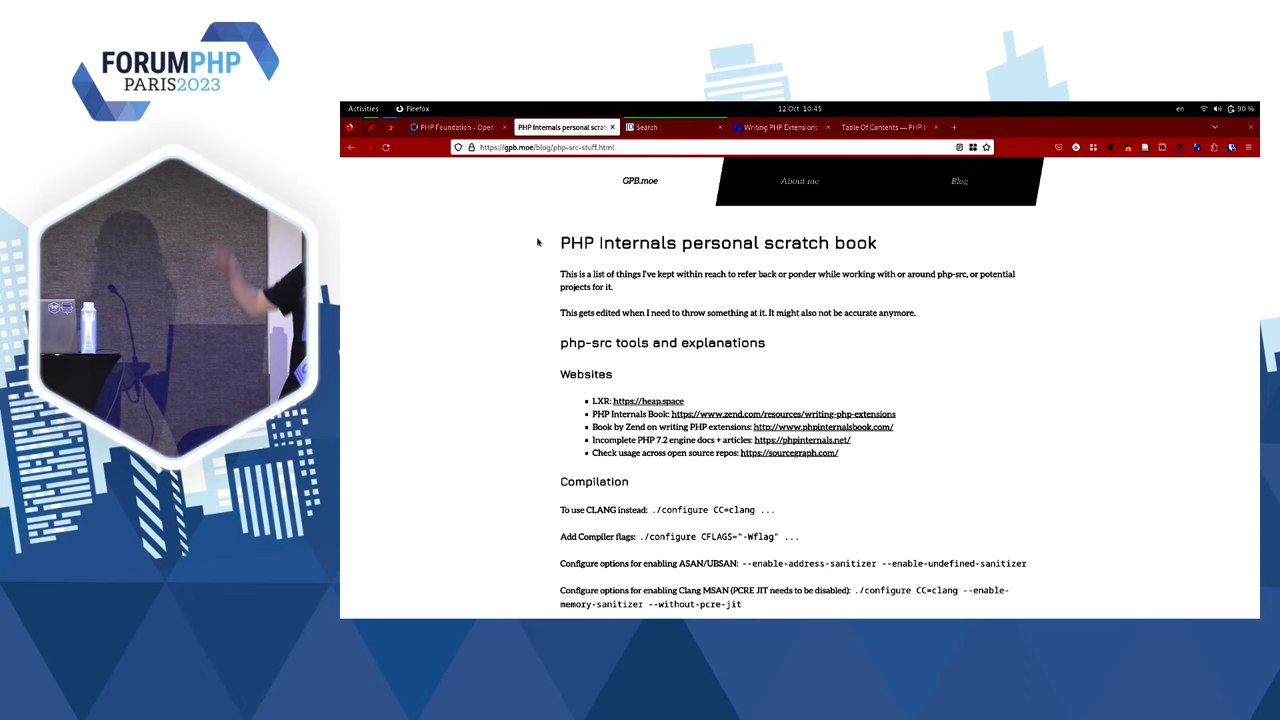 FORUMPHP
PARIS2023
Activities
Firefox
12 Oct 10:45
en
90 %
PHP Foundation - Open
PHP Internals personal scrat
Search
Writing PHP Extensions
Table Of Contents — PHP I
https://gpb.moe/blog/php-src-stuff.html
GPB.moe
About me
Blog
PHP Internals personal scratch book
This is a list of things I've kept within reach to refer back or ponder while working with or around php-src, or potential
projects for it.
This gets edited when I need to throw something at it. It might also not be accurate anymore.
php-src tools and explanations
Websites
LXR: https://heap.space
PHP Internals Book: https://www.zend.com/resources/writing-php-extensions
Book by Zend on writing PHP extensions: http://www.phpinternalsbook.com/
Incomplete PHP 7.2 engine docs + articles: https://phpinternals.net/
Check usage across open source repos: https://sourcegraph.com/
Compilation
To use CLANG instead: ./configure CC=clang ...
Add Compiler flags: ./configure CFLAGS="-Wflag" ...
Configure options for enabling ASAN/UBSAN: --enable-address-sanitizer --enable-undefined-sanitizer
Configure options for enabling Clang MSAN (PCRE JIT needs to be disabled): ./configure CC=clang --enable-
memory-sanitizer --without-pcre-jit